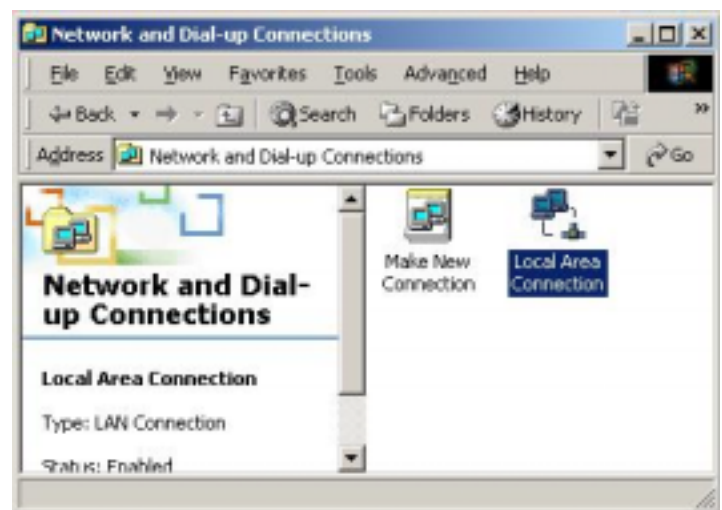 Network and Dial-up Connections
File Edit View Favorites Tools Advanced Help
Back Search Folders History »
Address Network and Dial-up Connections Go
Network and Dial-
up Connections
Local Area Connection
Type: LAN Connection
Status: Enabled
Make New
Connection
Local Area
Connection